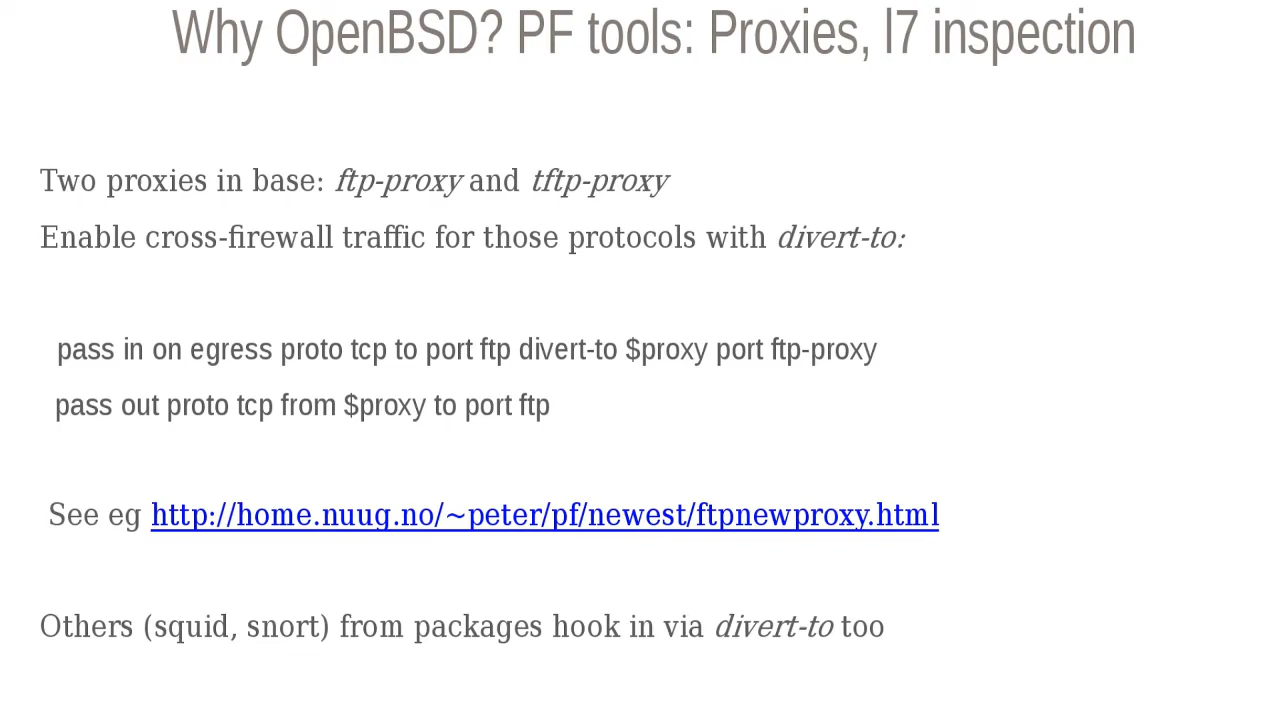 Why OpenBSD? PF tools: Proxies, l7 inspection
Two proxies in base: ftp-proxy and tftp-proxy
Enable cross-firewall traffic for those protocols with divert-to:
pass in on egress proto tcp to port ftp divert-to $proxy port ftp-proxy
pass out proto tcp from $proxy to port ftp
See eg http://home.nuug.no/~peter/pf/newest/ftpnewproxy.html
Others (squid, snort) from packages hook in via divert-to too